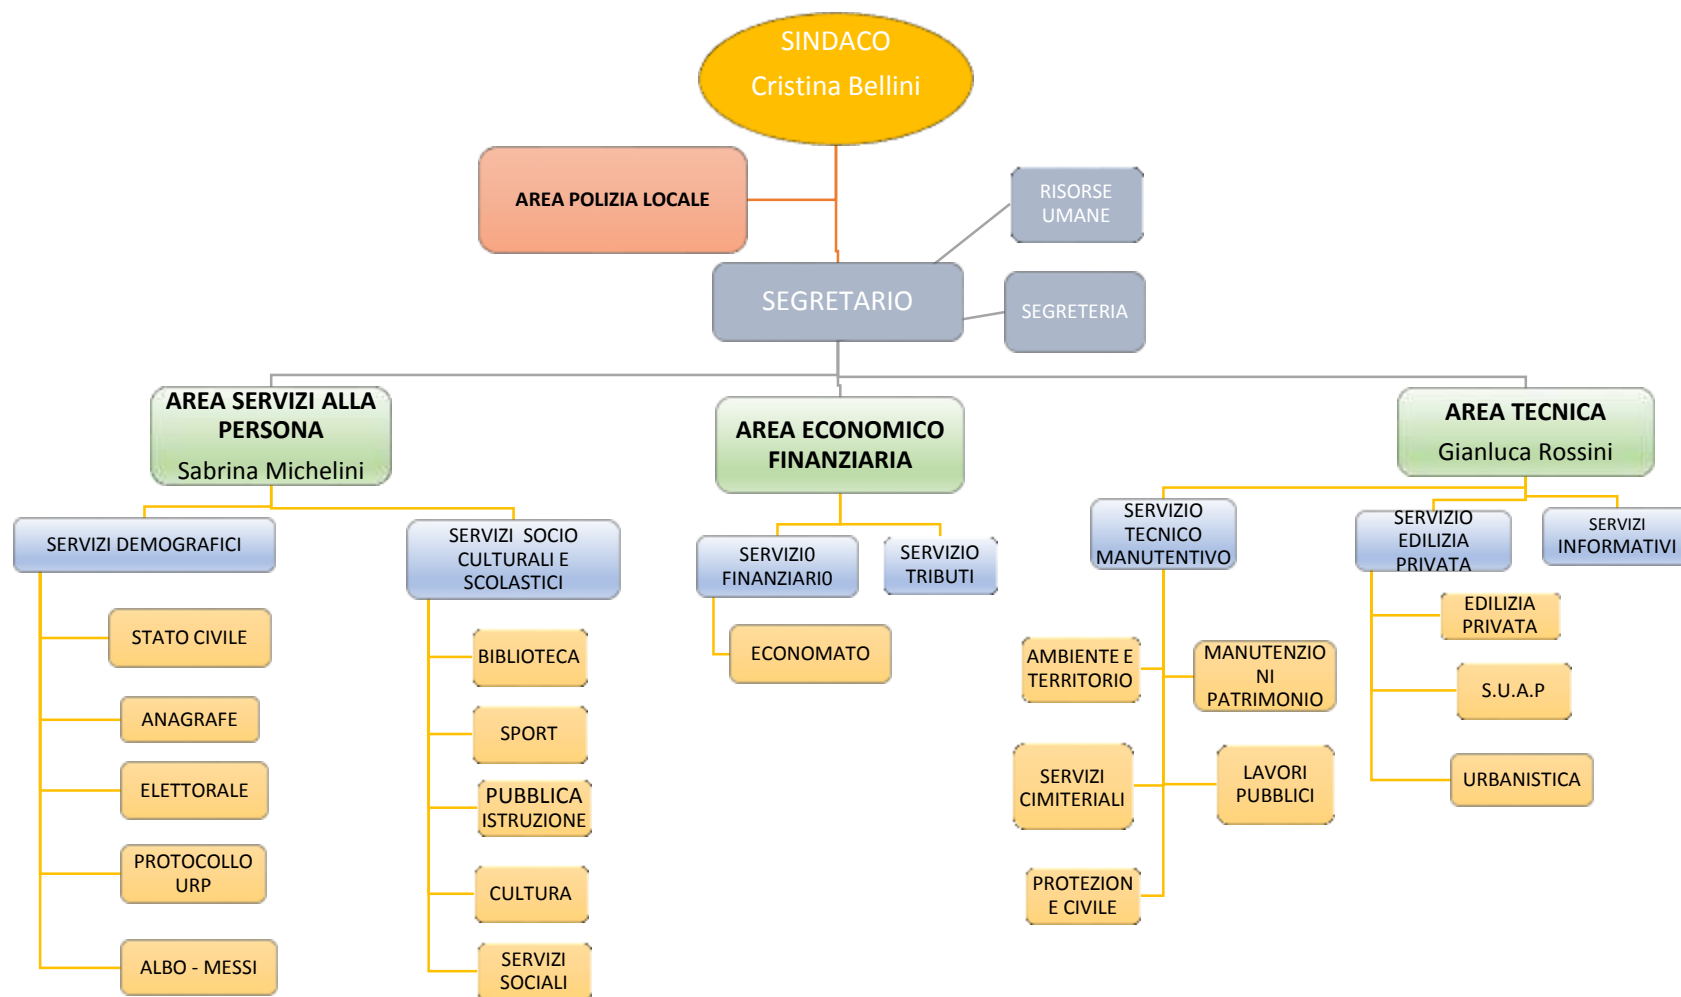 SINDACO
Cristina Bellini
AREA POLIZIA LOCALE
RISORSE
UMANE
SEGRETARIO
SEGRETERIA
AREA SERVIZI ALLA
PERSONA
Sabrina Michelini
AREA ECONOMICO
FINANZIARIA
AREA TECNICA
Gianluca Rossini
SERVIZI DEMOGRAFICI
STATO CIVILE
ANAGRAFE
ELETTORALE
PROTOCOLLO
URP
ALBO - MESSI
SERVIZI SOCIO
CULTURALI E
SCOLASTICI
BIBLIOTECA
SPORT
PUBBLICA
ISTRUZIONE
CULTURA
SERVIZI
SOCIALI
SERVIZI0
FINANZIARI0
ECONOMATO
SERVIZIO
TRIBUTI
SERVIZIO
TECNICO
MANUTENTIVO
AMBIENTE E
TERRITORIO
MANUTENZIO
NI
PATRIMONIO
SERVIZI
CIMITERIALI
LAVORI
PUBBLICI
PROTEZION
E CIVILE
SERVIZIO
EDILIZIA
PRIVATA
EDILIZIA
PRIVATA
S.U.A.P
URBANISTICA
SERVIZI
INFORMATIVI